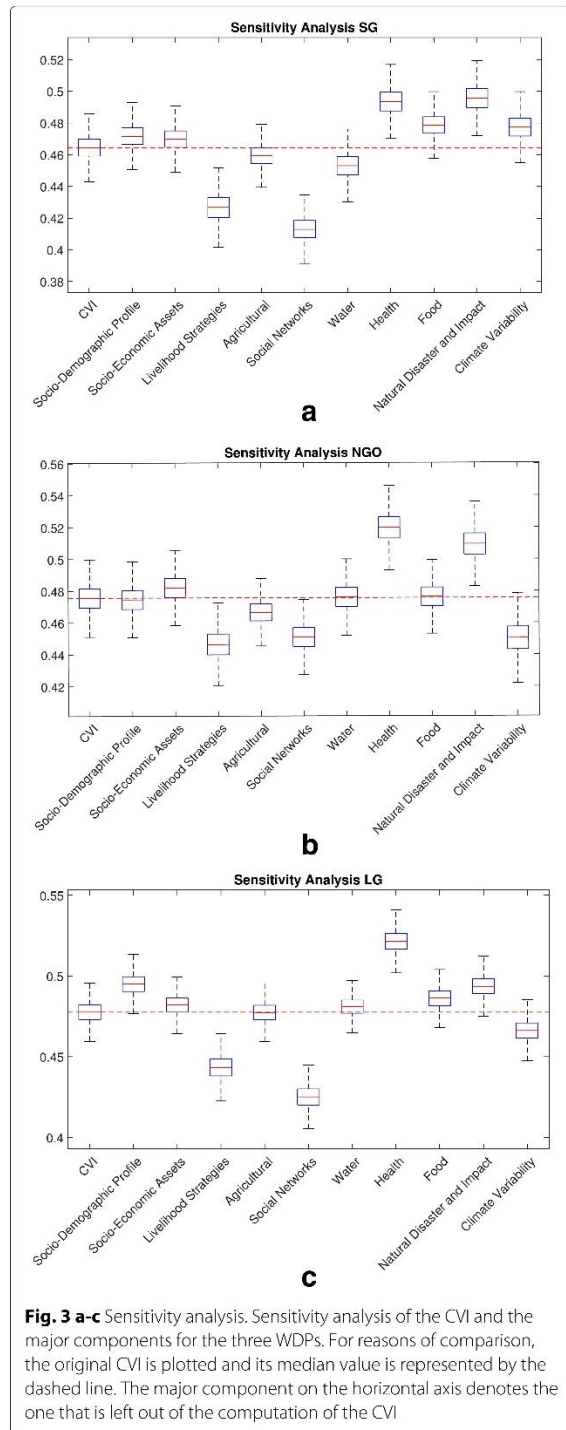 Sensitivity Analysis SG
0.52
0.5
0.48
0.46
0.44
0.42
0.4
0.38
CVI
Socio-Demographic Profile
Socio-Economic Assets
Livelihood Strategies
Agricultural
Social Networks
Water
Health
Food
Natural Disaster and Impact
Climate Variability
a
Sensitivity Analysis NGO
0.56
0.54
0.52
0.5
0.48
0.46
0.44
0.42
CVI
Socio-Demographic Profile
Socio-Economic Assets
Livelihood Strategies
Agricultural
Social Networks
Water
Health
Food
Natural Disaster and Impact
Climate Variability
b
Sensitivity Analysis LG
0.55
0.5
0.45
0.4
CVI
Socio-Demographic Profile
Socio-Economic Assets
Livelihood Strategies
Agricultural
Social Networks
Water
Health
Food
Natural Disaster and Impact
Climate Variability
c
Fig. 3 a-c Sensitivity analysis. Sensitivity analysis of the CVI and the
major components for the three WDPs. For reasons of comparison,
the original CVI is plotted and its median value is represented by the
dashed line. The major component on the horizontal axis denotes the
one that is left out of the computation of the CVI